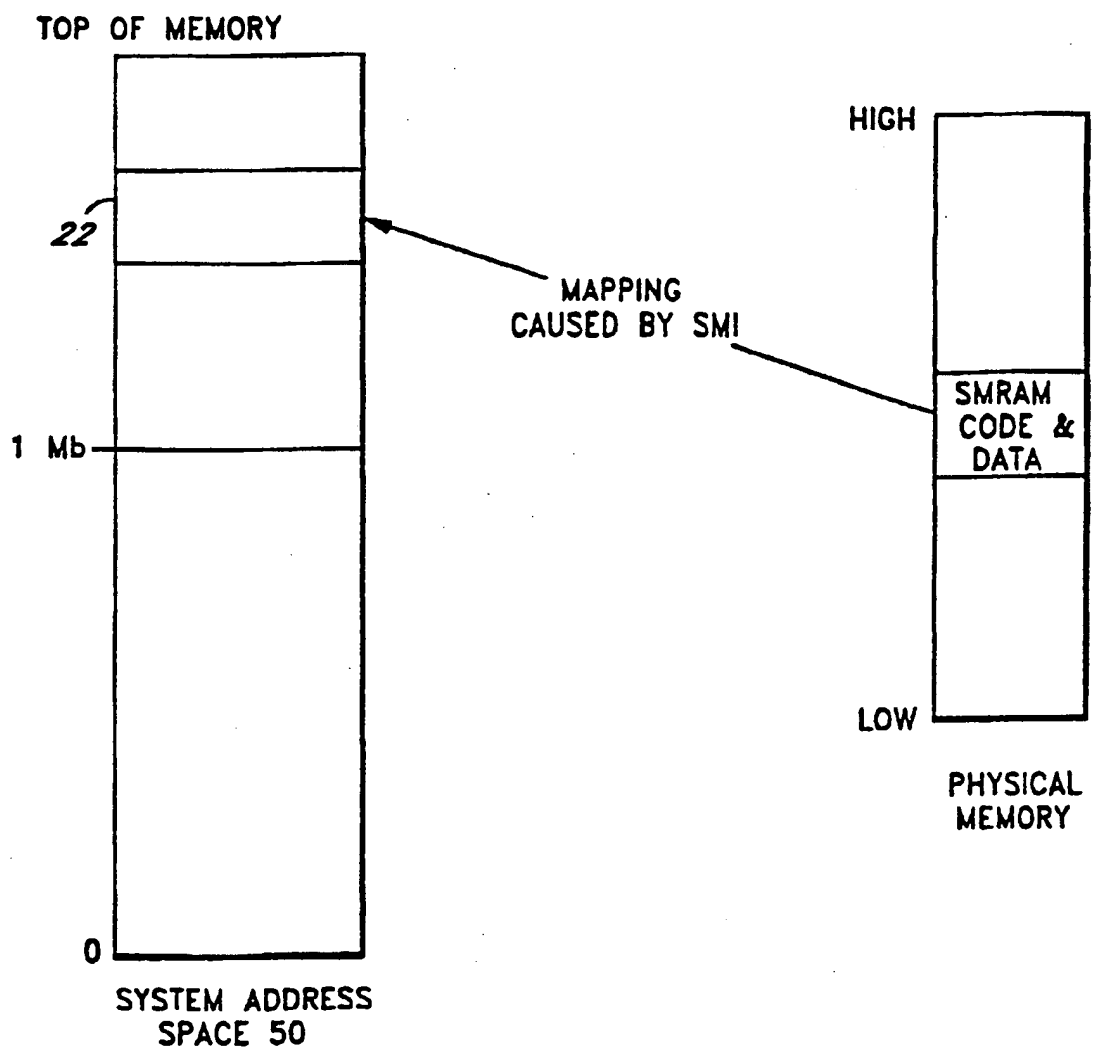 TOP OF MEMORY
HIGH
22
MAPPING
CAUSED BY SMI
SMRAM
CODE &
DATA
1 Mb
LOW
PHYSICAL
MEMORY
0
SYSTEM ADDRESS
SPACE 50